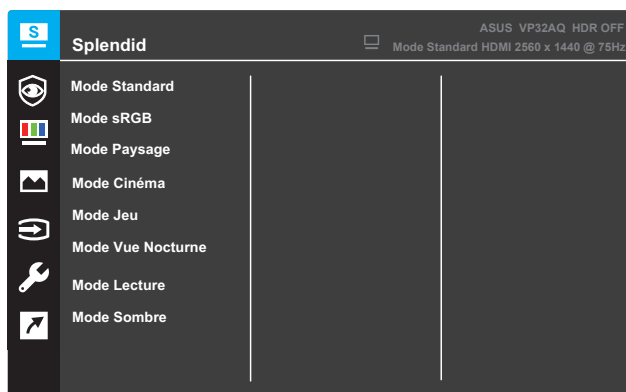 S
Splendid
ASUS VP32AQ HDR OFF
Mode Standard HDMI 2560 x 1440 @ 75Hz
Mode Standard
Mode sRGB
Mode Paysage
Mode Cinéma
Mode Jeu
Mode Vue Nocturne
Mode Lecture
Mode Sombre